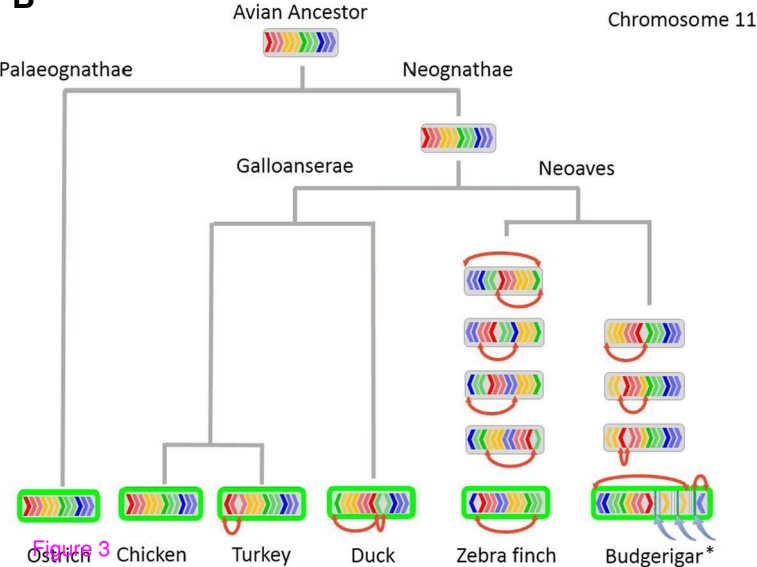 B
Avian Ancestor
Chromosome 11
Palaeognathae
Neognathae
Galloanserae
Neoaves
Ostrich
Chicken
Turkey
Duck
Zebra finch
Budgerigar*
Figure 3